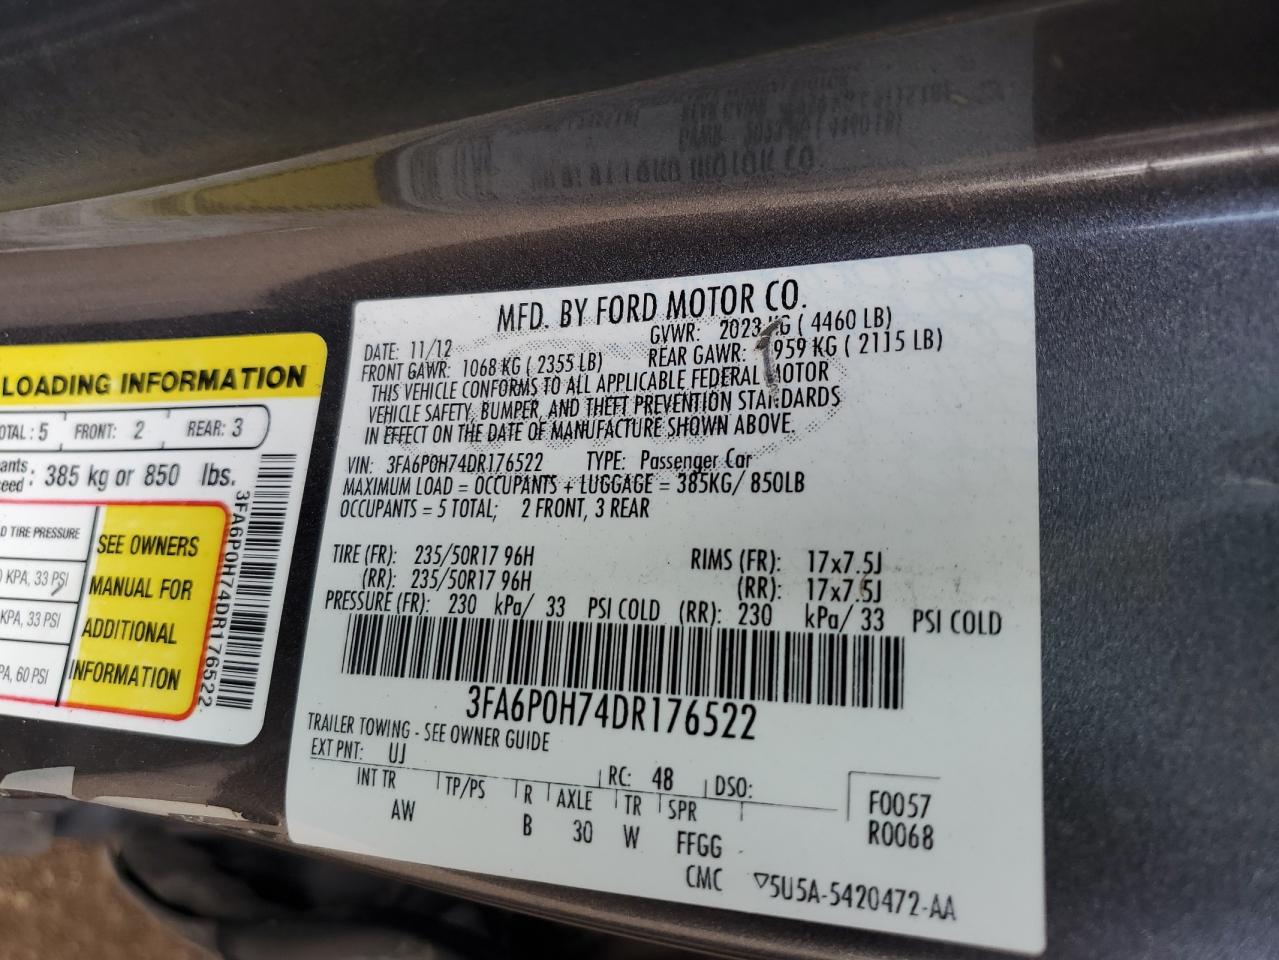 LOADING INFORMATION
OTAL : 5 FRONT: 2 REAR: 3
ants
eed : 385 kg or 850 lbs.
D TIRE PRESSURE
KPA, 33 PSI
KPA, 33 PSI
PA, 60 PSI
SEE OWNERS
MANUAL FOR
ADDITIONAL
INFORMATION
3FA6P0H74DR176522
MFD. BY FORD MOTOR CO.
DATE: 11/12 GVWR: 2023 KG ( 4460 LB)
FRONT GAWR: 1068 KG ( 2355 LB) REAR GAWR: 959 KG ( 2115 LB)
THIS VEHICLE CONFORMS TO ALL APPLICABLE FEDERAL MOTOR
VEHICLE SAFETY, BUMPER, AND THEFT PREVENTION STANDARDS
IN EFFECT ON THE DATE OF MANUFACTURE SHOWN ABOVE.
VIN: 3FA6P0H74DR176522 TYPE: Passenger Car
MAXIMUM LOAD = OCCUPANTS + LUGGAGE = 385KG/ 850LB
OCCUPANTS = 5 TOTAL; 2 FRONT, 3 REAR
TIRE (FR): 235/50R17 96H RIMS (FR): 17x7.5J
(RR): 235/50R17 96H (RR): 17x7.5J
PRESSURE (FR): 230 kPa/ 33 PSI COLD (RR): 230 kPa/ 33 PSI COLD
3FA6P0H74DR176522
TRAILER TOWING - SEE OWNER GUIDE
EXT PNT: UJ RC: 48 DSO:
INT TR TP/PS R AXLE TR SPR F0057
AW B 30 W FFGG R0068
CMC ▽5U5A-5420472-AA